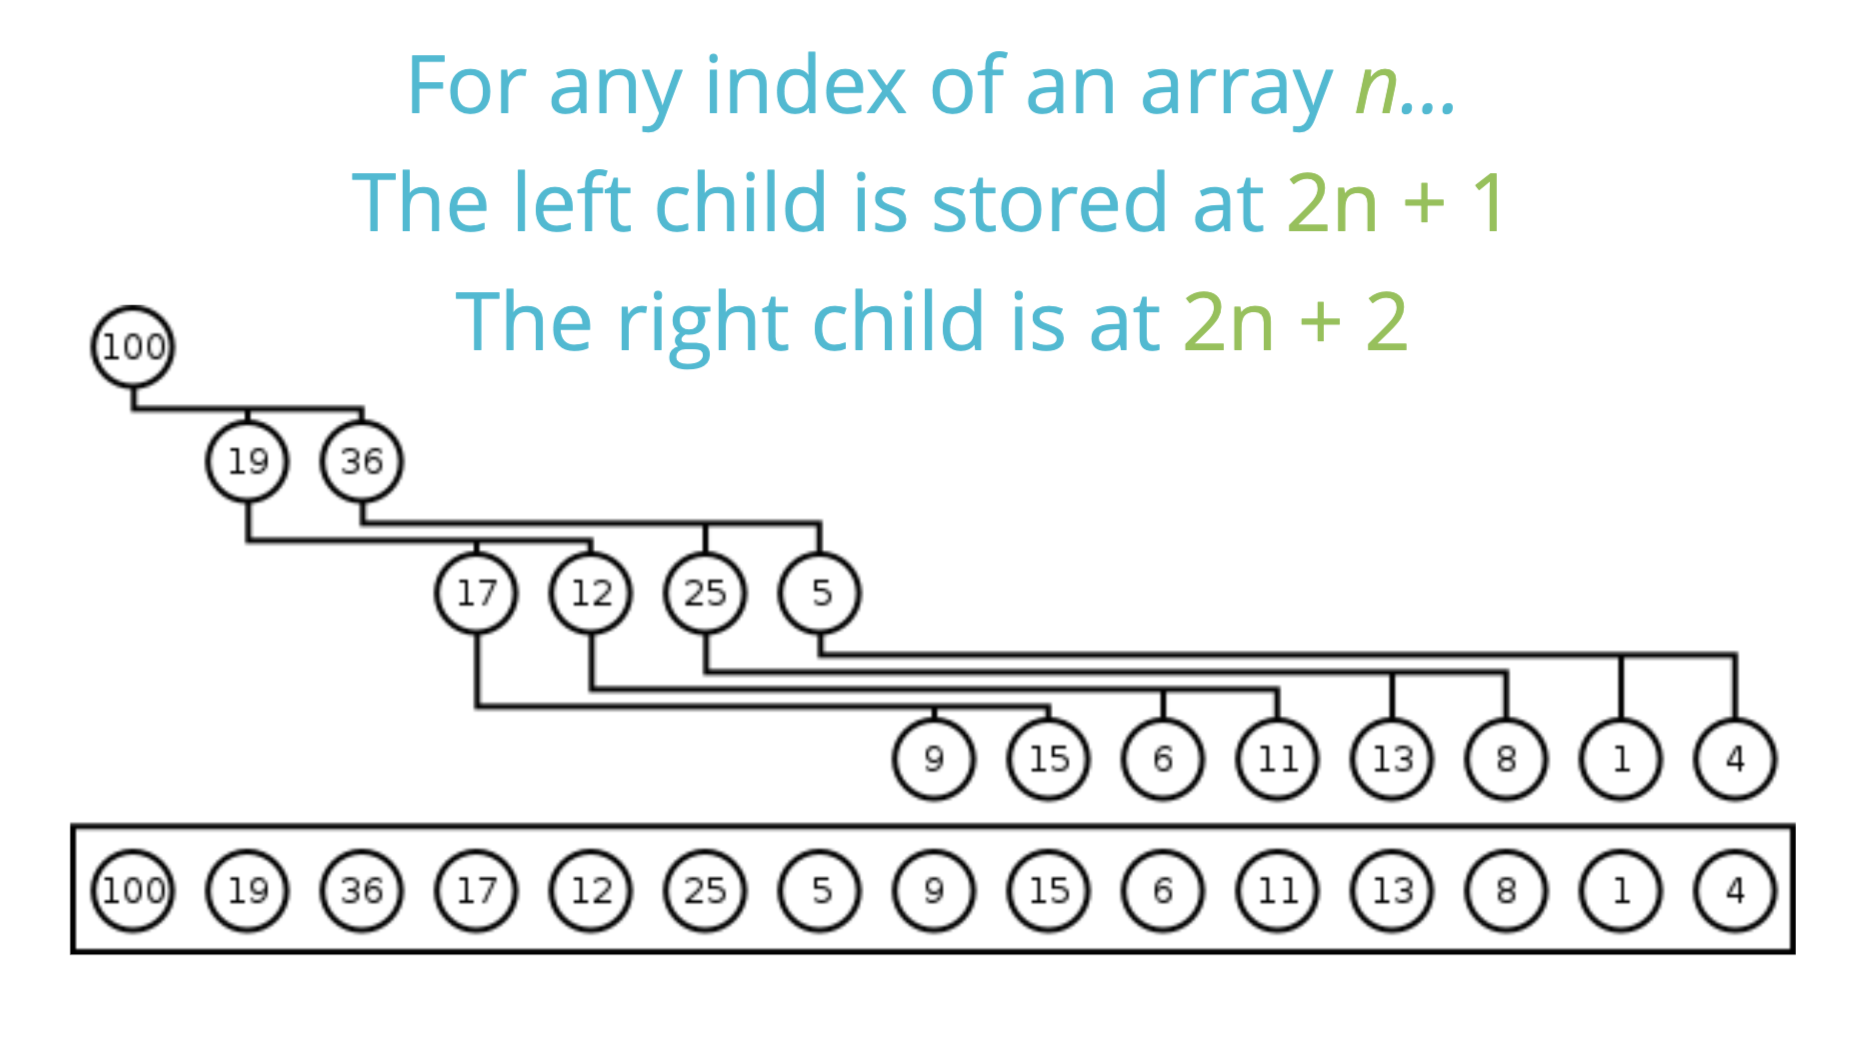 For any index of an array n...
The left child is stored at 2n + 1
The right child is at 2n + 2
100
19 36
17 12 25 5
9 15 6 11 13 8 1 4
100 19 36 17 12 25 5 9 15 6 11 13 8 1 4